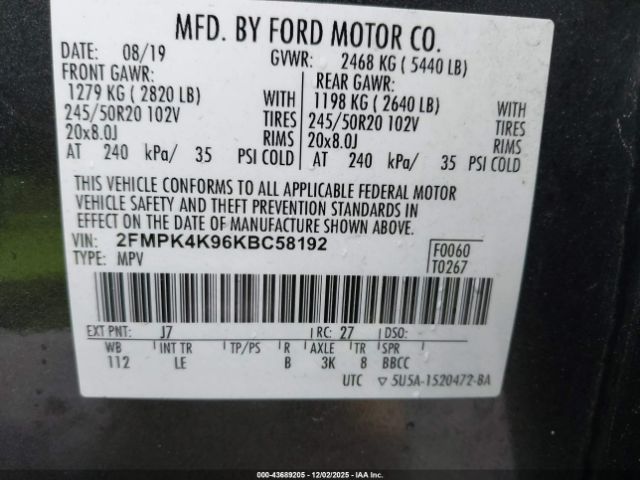 MFD. BY FORD MOTOR CO.
DATE: 08/19 GVWR: 2468 KG ( 5440 LB)
FRONT GAWR: REAR GAWR:
1279 KG ( 2820 LB) WITH 1198 KG ( 2640 LB) WITH
245/50R20 102V TIRES 245/50R20 102V TIRES
20x8.0J RIMS 20x8.0J RIMS
AT 240 kPa/ 35 PSI COLD AT 240 kPa/ 35 PSI COLD
THIS VEHICLE CONFORMS TO ALL APPLICABLE FEDERAL MOTOR
VEHICLE SAFETY AND THEFT PREVENTION STANDARDS IN
EFFECT ON THE DATE OF MANUFACTURE SHOWN ABOVE.
VIN: 2FMPK4K96KBC58192 F0060
TYPE: MPV T0267
EXT PNT: J7 RC: 27 DSO:
WB INT TR TP/PS R AXLE TR SPR
112 LE B 3K 8 BBCC
UTC ▽ 5U5A-1520472-BA
000-43689205 - 12/02/2025 - IAA Inc.